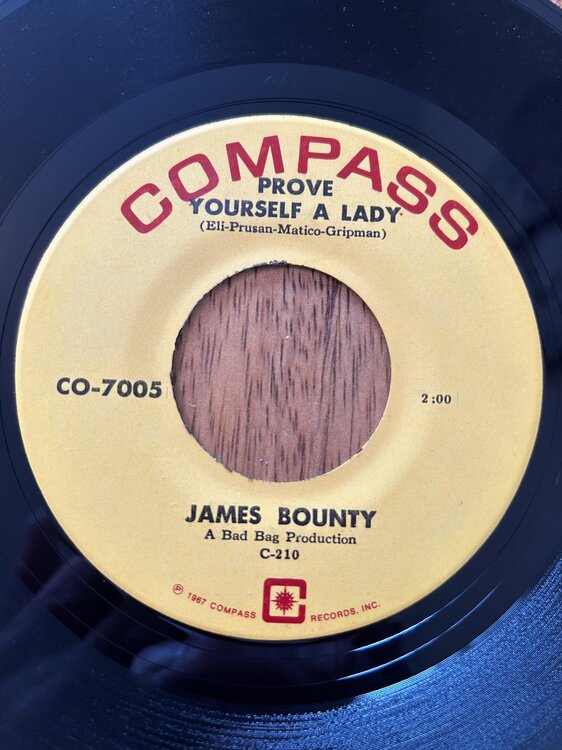 COMPASS
PROVE
YOURSELF A LADY
(Eli-Prusan-Matico-Gripman)
CO-7005
2:00
JAMES BOUNTY
A Bad Bag Production
C-210
C
℗ 1967 COMPASS RECORDS, INC.